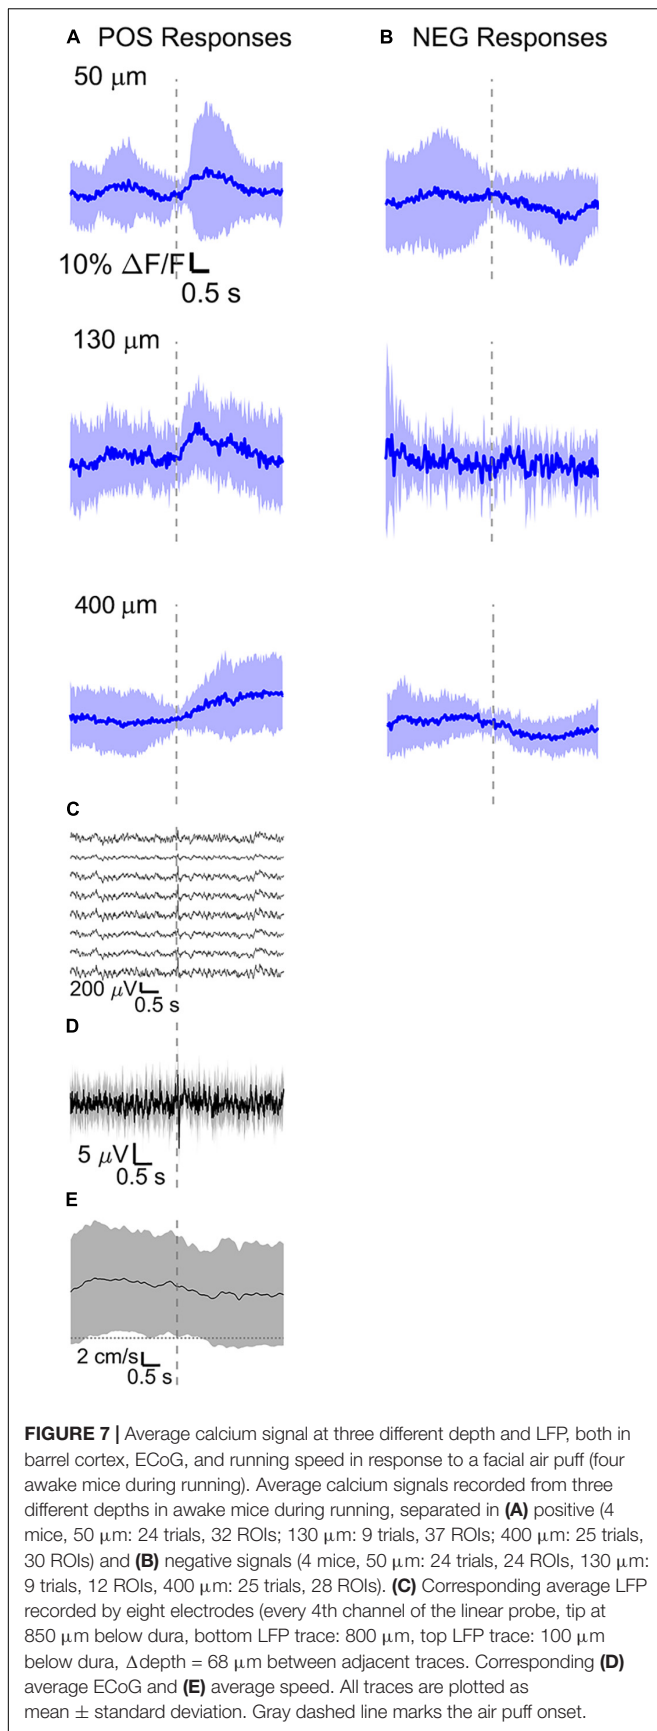 A POS Responses
B NEG Responses
50 μm
10% ΔF/F
0.5 s
130 μm
400 μm
C
200 μV
0.5 s
D
5 μV
0.5 s
E
2 cm/s
0.5 s
FIGURE 7 | Average calcium signal at three different depth and LFP, both in
barrel cortex, ECoG, and running speed in response to a facial air puff (four
awake mice during running). Average calcium signals recorded from three
different depths in awake mice during running, separated in (A) positive (4
mice, 50 μm: 24 trials, 32 ROIs; 130 μm: 9 trials, 37 ROIs; 400 μm: 25 trials,
30 ROIs) and (B) negative signals (4 mice, 50 μm: 24 trials, 24 ROIs, 130 μm:
9 trials, 12 ROIs, 400 μm: 25 trials, 28 ROIs). (C) Corresponding average LFP
recorded by eight electrodes (every 4th channel of the linear probe, tip at
850 μm below dura, bottom LFP trace: 800 μm, top LFP trace: 100 μm
below dura, Δdepth = 68 μm between adjacent traces. Corresponding (D)
average ECoG and (E) average speed. All traces are plotted as
mean ± standard deviation. Gray dashed line marks the air puff onset.